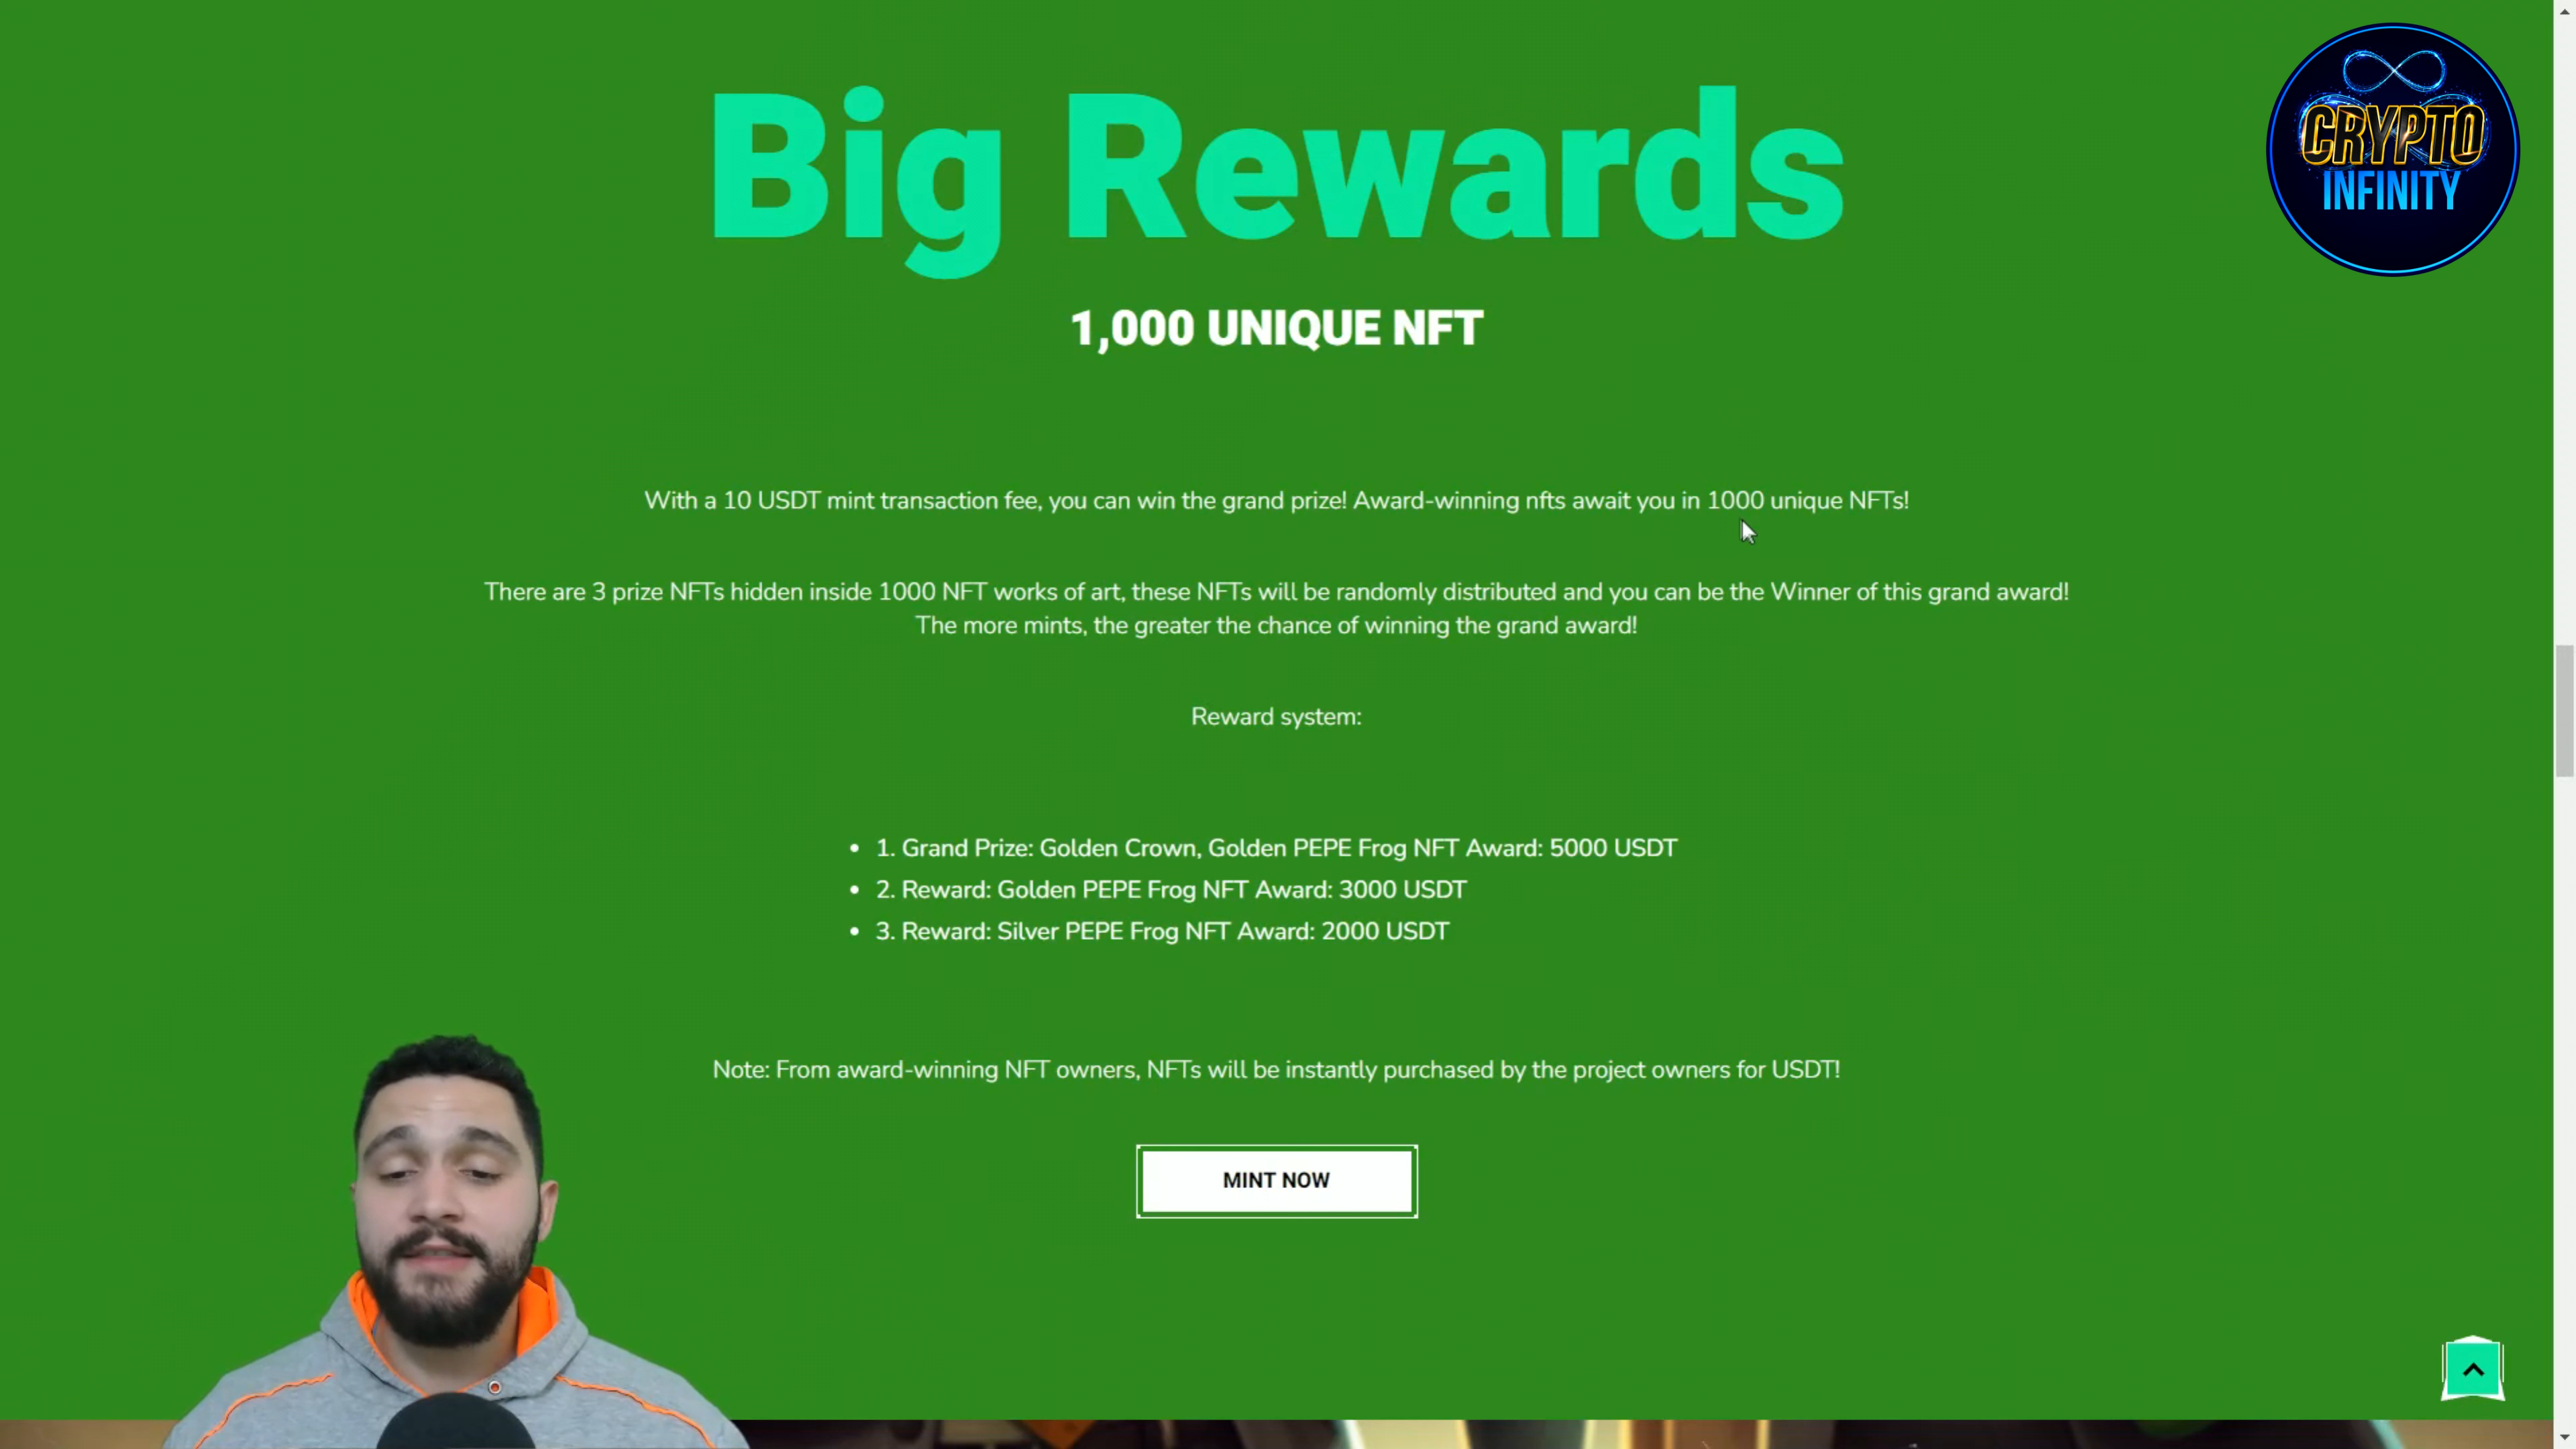 CRYPTO
INFINITY
Big Rewards
1,000 UNIQUE NFT
With a 10 USDT mint transaction fee, you can win the grand prize! Award-winning nfts await you in 1000 unique NFTs!
There are 3 prize NFTs hidden inside 1000 NFT works of art, these NFTs will be randomly distributed and you can be the Winner of this grand award!
The more mints, the greater the chance of winning the grand award!
Reward system:
• 1. Grand Prize: Golden Crown, Golden PEPE Frog NFT Award: 5000 USDT
• 2. Reward: Golden PEPE Frog NFT Award: 3000 USDT
• 3. Reward: Silver PEPE Frog NFT Award: 2000 USDT
Note: From award-winning NFT owners, NFTs will be instantly purchased by the project owners for USDT!
MINT NOW